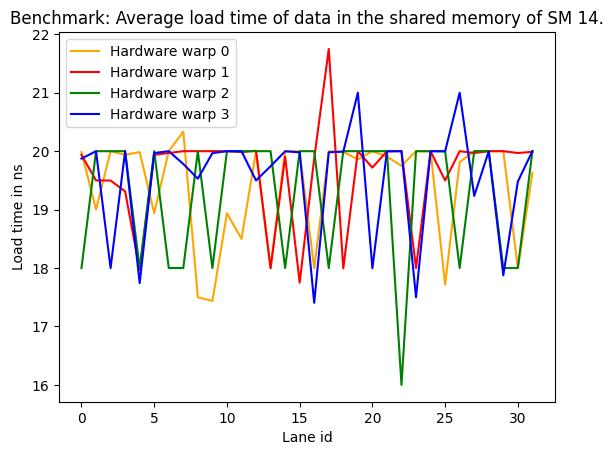 Benchmark: Average load time of data in the shared memory of SM 14.
22
21
20
19
18
17
16
Load time in ns
Hardware warp 0
Hardware warp 1
Hardware warp 2
Hardware warp 3
0 5 10 15 20 25 30
Lane id